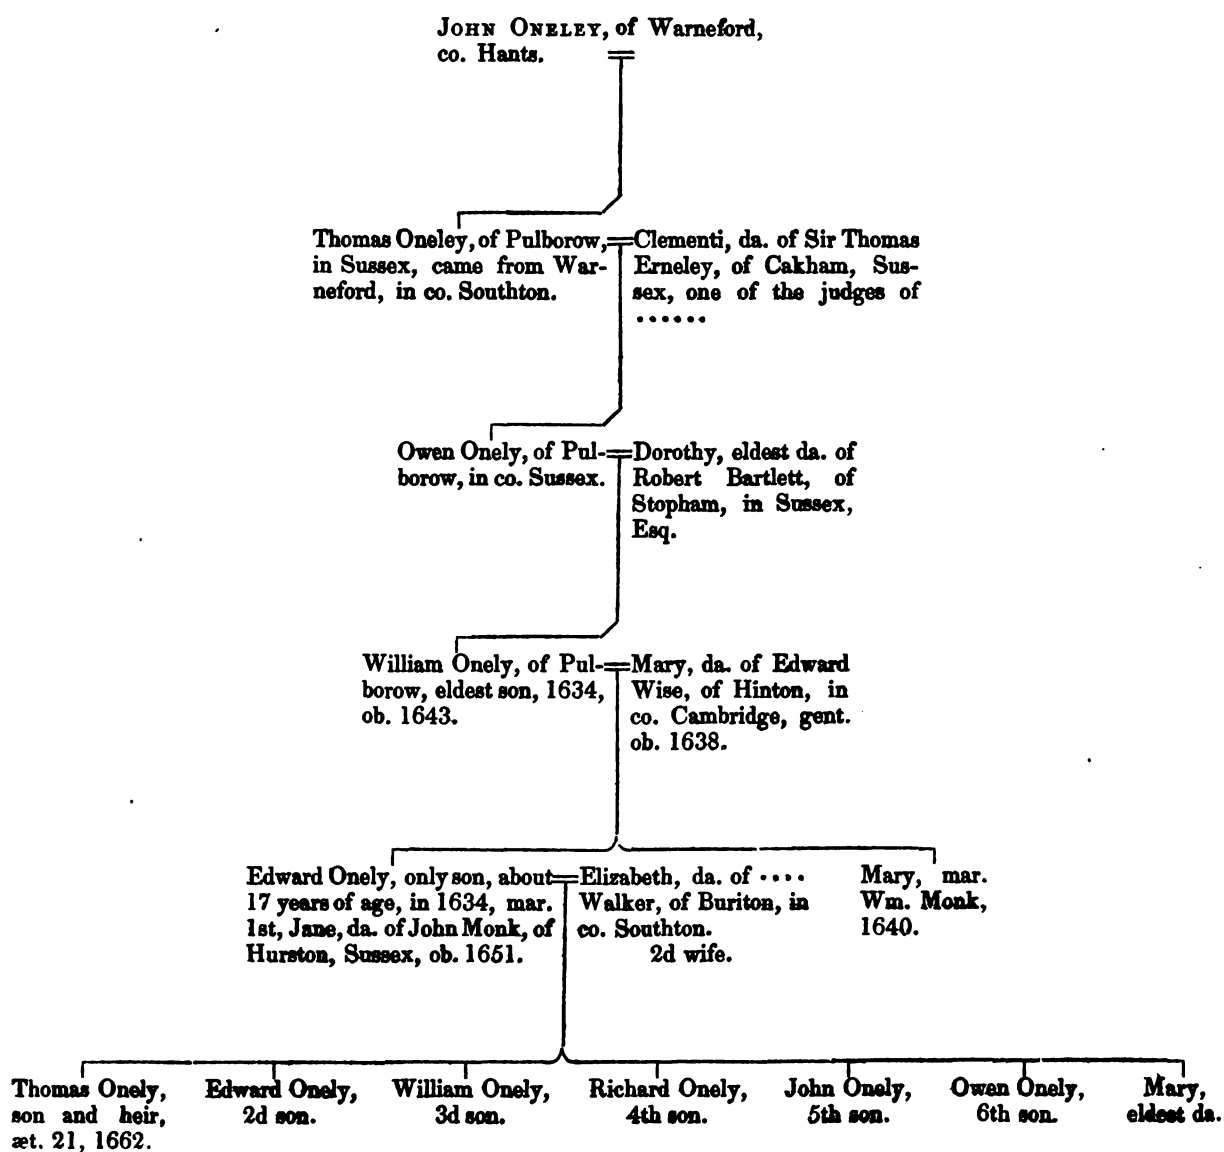 JOHN ONELEY, of Warneford,
co. Hants.
Thomas Oneley, of Pulborow,
in Sussex, came from War-
neford, in co. Southton.
Clementi, da. of Sir Thomas
Erneley, of Cakham, Sus-
sex, one of the judges of
......
Owen Onely, of Pul-
borow, in co. Sussex.
Dorothy, eldest da. of
Robert Bartlett, of
Stopham, in Sussex,
Esq.
William Onely, of Pul-
borow, eldest son, 1634,
ob. 1643.
Mary, da. of Edward
Wise, of Hinton, in
co. Cambridge, gent.
ob. 1638.
Edward Onely, only son, about
17 years of age, in 1634, mar.
1st, Jane, da. of John Monk, of
Hurston, Sussex, ob. 1651.
Elizabeth, da. of ....
Walker, of Buriton, in
co. Southton.
2d wife.
Mary, mar.
Wm. Monk,
1640.
Thomas Onely,
son and heir,
æt. 21, 1662.
Edward Onely,
2d son.
William Onely,
3d son.
Richard Onely,
4th son.
John Onely,
5th son.
Owen Onely,
6th son.
Mary,
eldest da.